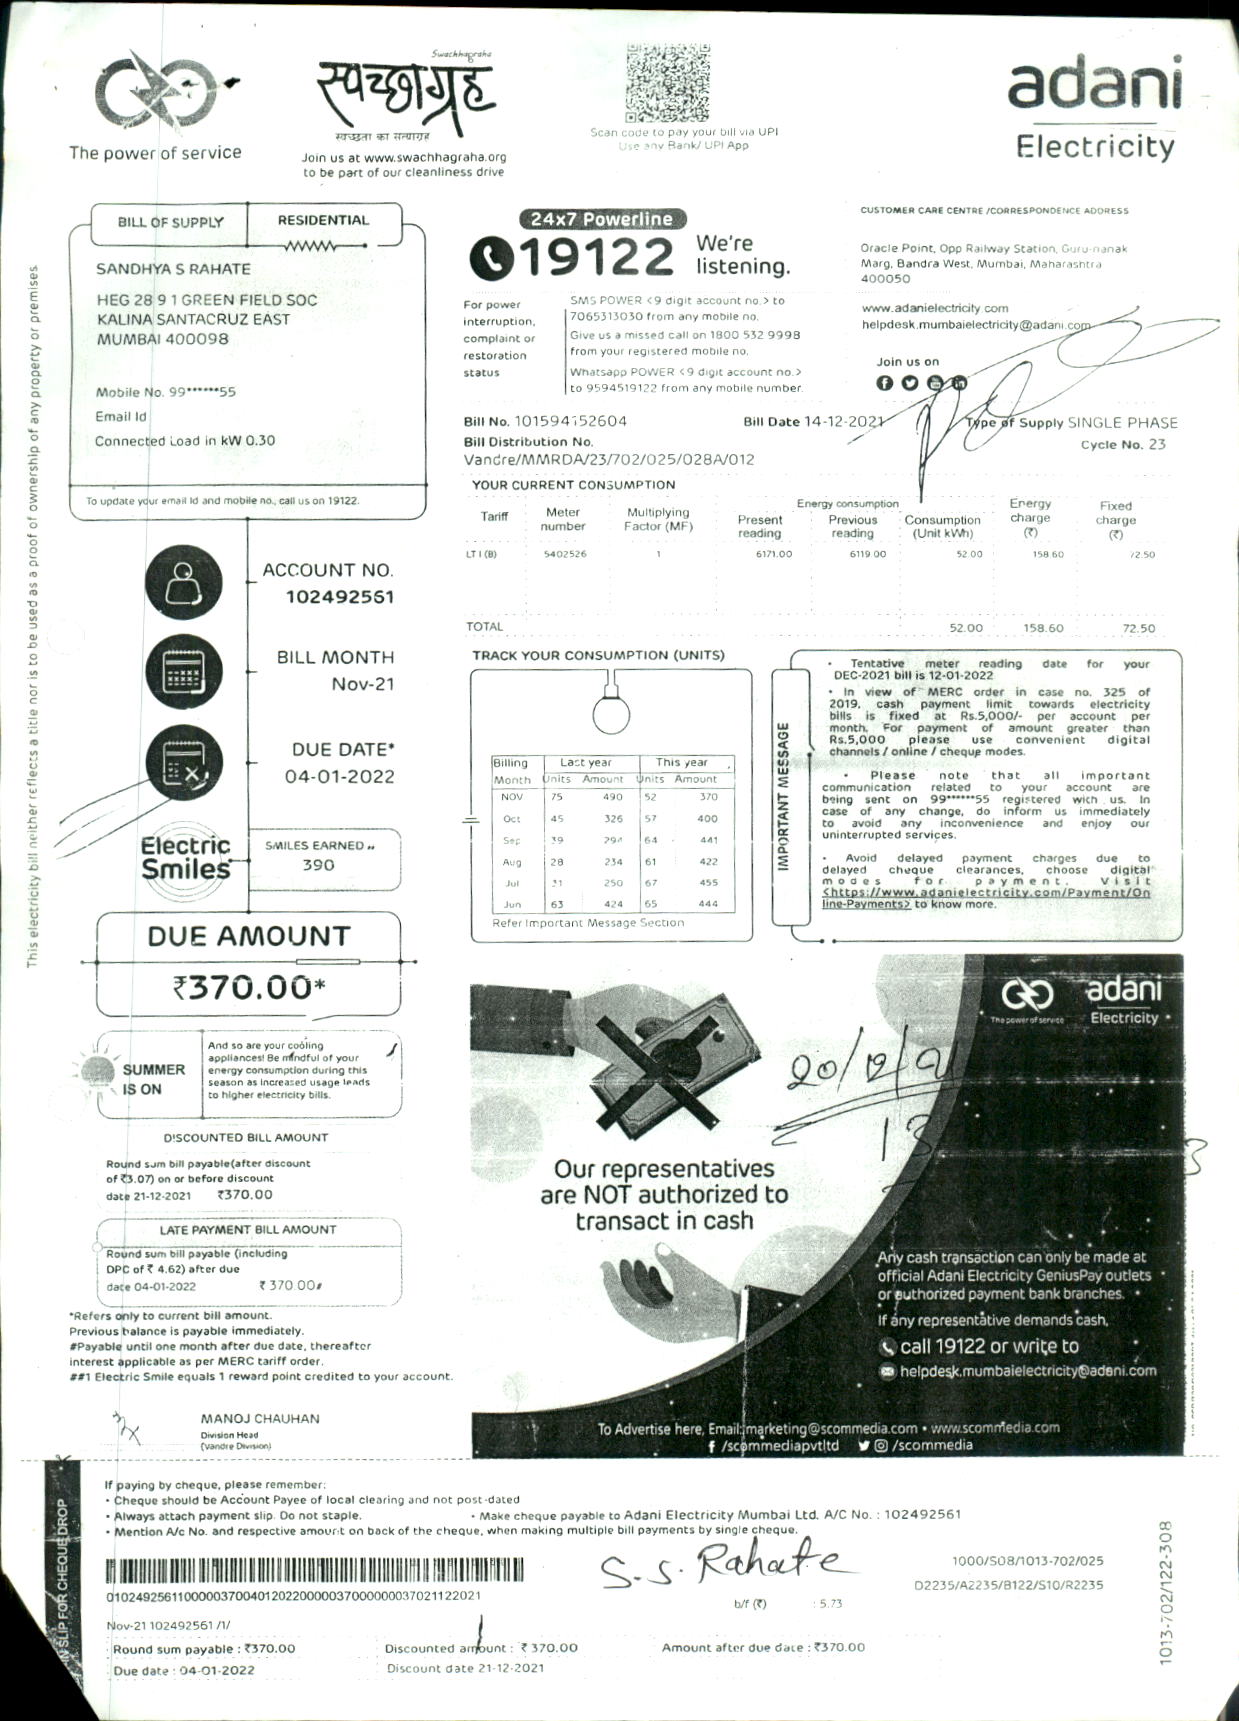 The power of service
Swachhagraha
स्वच्छाग्रह
स्वच्छता का सत्याग्रह
Join us at www.swachhagraha.org
to be part of our cleanliness drive
Scan code to pay your bill via UPI
Use any Bank/ UPI App
adani
Electricity
This electricity bill neither reflects a title nor is to be used as a proof of ownership of any property or premises
BILL OF SUPPLY
RESIDENTIAL
SANDHYA S RAHATE
HEG 28 9 1 GREEN FIELD SOC
KALINA SANTACRUZ EAST
MUMBAI 400098
Mobile No. 99******55
Email Id
Connected Load in kW 0.30
To update your email Id and mobile no., call us on 19122.
24x7 Powerline
19122 We're listening.
For power interruption, complaint or restoration status
SMS POWER <9 digit account no.> to
7065313030 from any mobile no.
Give us a missed call on 1800 532 9998
from your registered mobile no.
Whatsapp POWER <9 digit account no.>
to 9594519122 from any mobile number.
CUSTOMER CARE CENTRE /CORRESPONDENCE ADDRESS
Oracle Point, Opp Railway Station, Guru-nanak
Marg, Bandra West, Mumbai, Maharashtra
400050
www.adanielectricity.com
helpdesk.mumbaielectricity@adani.com
Join us on
Bill No. 101594152604 Bill Date 14-12-2021 Type of Supply SINGLE PHASE
Bill Distribution No. Cycle No. 23
Vandre/MMRDA/23/702/025/028A/012
YOUR CURRENT CONSUMPTION
Energy consumption
Tariff Meter number Multiplying Factor (MF) Present reading Previous reading Consumption (Unit kWh) Energy charge (₹) Fixed charge (₹)
LT I (B) 5402526 1 6171.00 6119.00 52.00 158.60 72.50
TOTAL 52.00 158.60 72.50
ACCOUNT NO.
102492561
BILL MONTH
Nov-21
DUE DATE*
04-01-2022
Electric
Smiles
SMILES EARNED ##
390
DUE AMOUNT
₹370.00*
TRACK YOUR CONSUMPTION (UNITS)
Billing Last year This year
Month Units Amount Units Amount
NOV 75 490 52 370
Oct 45 326 57 400
Sep 39 294 64 441
Aug 28 234 61 422
Jul 31 250 67 455
Jun 63 424 65 444
Refer Important Message Section
IMPORTANT MESSAGE
• Tentative meter reading date for your
DEC-2021 bill is 12-01-2022
• In view of MERC order in case no. 325 of
2019, cash payment limit towards electricity
bills is fixed at Rs.5,000/- per account per
month. For payment of amount greater than
Rs.5,000 please use convenient digital
channels / online / cheque modes.
• Please note that all important
communication related to your account are
being sent on 99******55 registered with us. In
case of any change, do inform us immediately
to avoid any inconvenience and enjoy our
uninterrupted services.
• Avoid delayed payment charges due to
delayed cheque clearances, choose digital
modes for payment. Visit
<https://www.adanielectricity.com/Payment/On
line-Payments> to know more.
SUMMER
IS ON
And so are your cooling
appliances! Be mindful of your
energy consumption during this
season as increased usage leads
to higher electricity bills.
DISCOUNTED BILL AMOUNT
Round sum bill payable(after discount
of ₹3.07) on or before discount
date 21-12-2021 ₹370.00
LATE PAYMENT BILL AMOUNT
Round sum bill payable (including
DPC of ₹ 4.62) after due
date 04-01-2022 ₹ 370.00#
*Refers only to current bill amount.
Previous balance is payable immediately.
#Payable until one month after due date, thereafter
interest applicable as per MERC tariff order.
##1 Electric Smile equals 1 reward point credited to your account.
MANOJ CHAUHAN
Division Head
(Vandre Division)
The power of service
adani
Electricity
20/12/21
13
Our representatives
are NOT authorized to
transact in cash
Any cash transaction can only be made at
official Adani Electricity GeniusPay outlets
or authorized payment bank branches.
If any representative demands cash,
call 19122 or write to
helpdesk.mumbaielectricity@adani.com
To Advertise here, Email: marketing@scommedia.com • www.scommedia.com
/scommediapvtltd /scommedia
IN SLIP FOR CHEQUE DROP
If paying by cheque, please remember:
• Cheque should be Account Payee of local clearing and not post-dated
• Always attach payment slip. Do not staple. • Make cheque payable to Adani Electricity Mumbai Ltd. A/C No. : 102492561
• Mention A/c No. and respective amount on back of the cheque, when making multiple bill payments by single cheque.
S.S. Rahate
1000/S08/1013-702/025
D2235/A2235/B122/S10/R2235
b/f (₹) : 5.73
010249256110000037004012022000003700000003702112202​1
Nov-21 102492561 /1/
Round sum payable : ₹370.00 Discounted amount : ₹ 370.00 Amount after due date : ₹370.00
Due date : 04-01-2022 Discount date 21-12-2021
1013-702/122-308